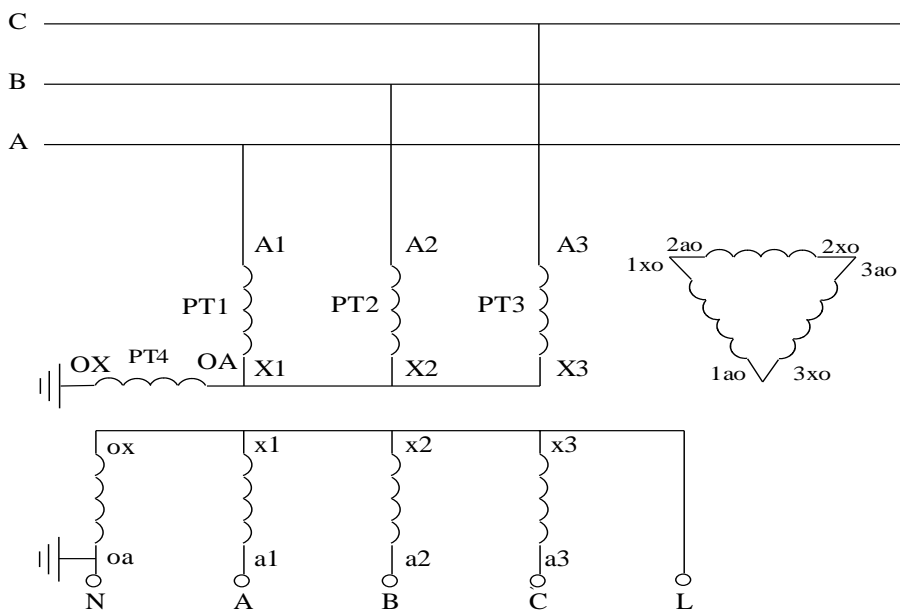 C
B
A
A1 A2 A3
2ao 2xo
1xo 3ao
PT1 PT2 PT3
OX PT4 OA X1 X2 X3
1ao 3xo
ox x1 x2 x3
oa a1 a2 a3
N A B C L